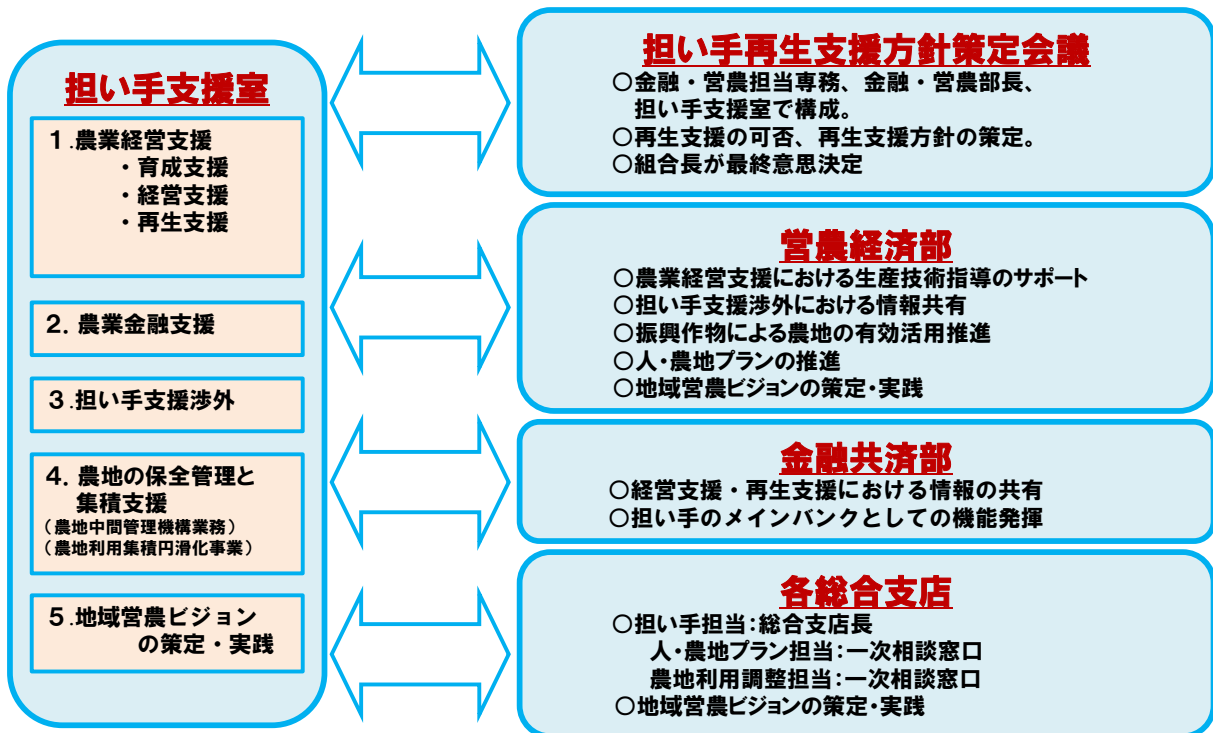 担い手支援室
１.農業経営支援
・育成支援
・経営支援
・再生支援
２．農業金融支援
３.担い手支援渉外
４．農地の保全管理と
集積支援
（農地中間管理機構業務）
（農地利用集積円滑化事業）
５.地域営農ビジョン
の策定・実践
担い手再生支援方針策定会議
○金融・営農担当専務、金融・営農部長、
担い手支援室で構成。
○再生支援の可否、再生支援方針の策定。
○組合長が最終意思決定
営農経済部
○農業経営支援における生産技術指導のサポート
○担い手支援渉外における情報共有
○振興作物による農地の有効活用推進
○人・農地プランの推進
○地域営農ビジョンの策定・実践
金融共済部
○経営支援・再生支援における情報の共有
○担い手のメインバンクとしての機能発揮
各総合支店
○担い手担当：総合支店長
人・農地プラン担当：一次相談窓口
農地利用調整担当：一次相談窓口
○地域営農ビジョンの策定・実践